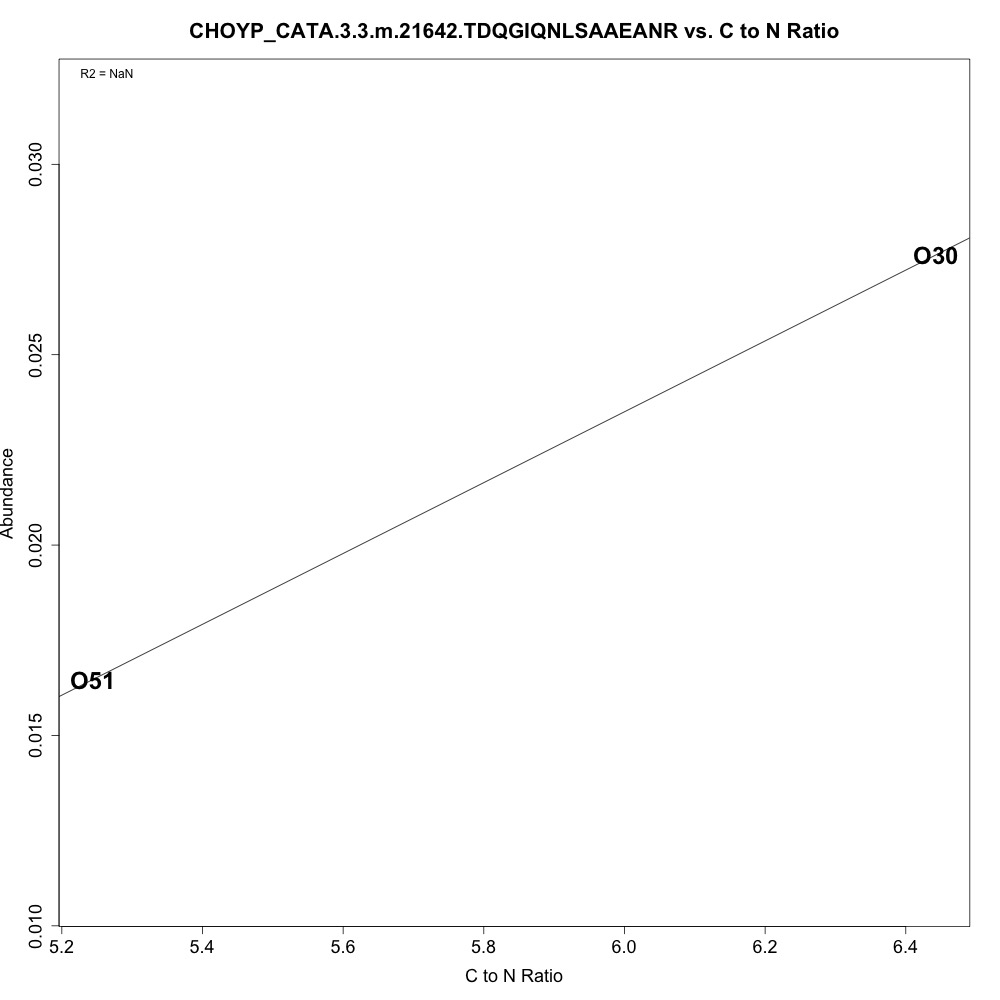 CHOYP_CATA.3.3.m.21642.TDQGIQNLSAAEANR vs. C to N Ratio
R2 = NaN
0.030
O30
0.025
Abundance
0.020
O51
0.015
0.010
5.2 5.4 5.6 5.8 6.0 6.2 6.4
C to N Ratio